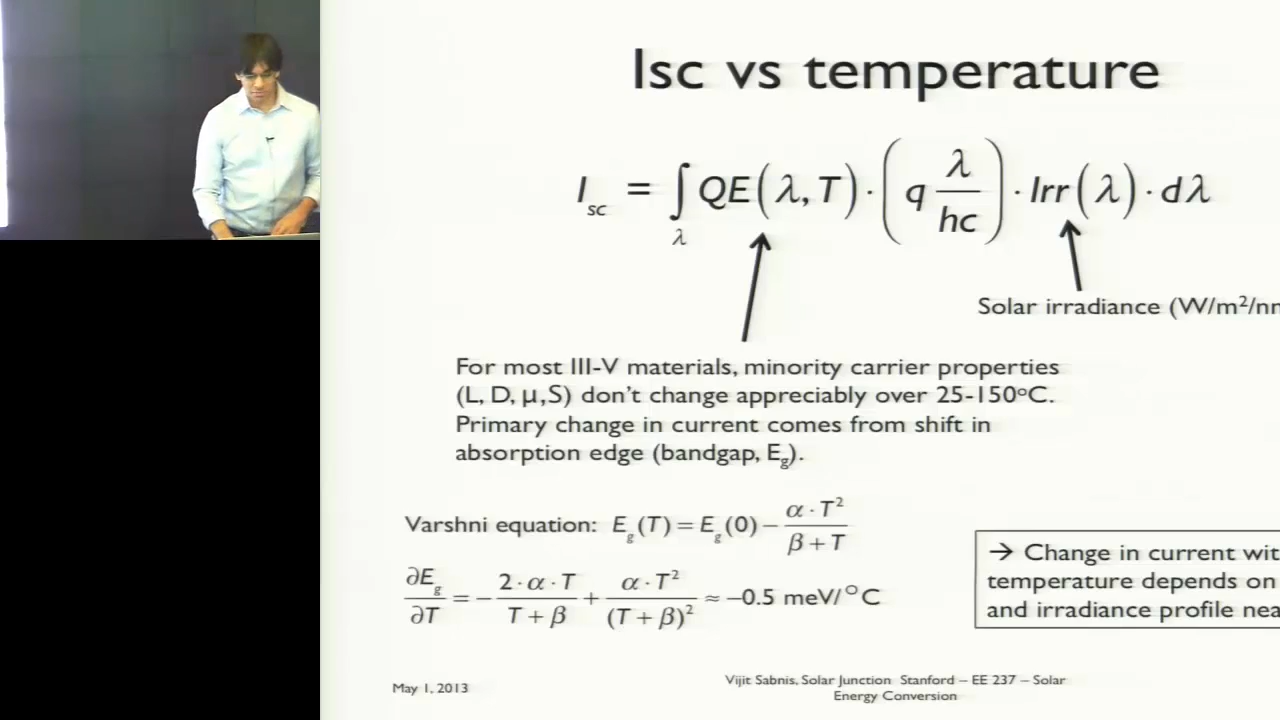 Isc vs temperature
I_sc = ∫_λ QE(λ,T)·(q λ/hc)·Irr(λ)·dλ
Solar irradiance (W/m²/nm
For most III-V materials, minority carrier properties
(L, D, μ,S) don't change appreciably over 25-150°C.
Primary change in current comes from shift in
absorption edge (bandgap, E_g).
Varshni equation: E_g(T) = E_g(0) − α·T²/β+T
∂E_g/∂T = − 2·α·T/T+β + α·T²/(T+β)² ≈ −0.5 meV/°C
→ Change in current wit
temperature depends on
and irradiance profile nea
May 1, 2013
Vijit Sabnis, Solar Junction Stanford – EE 237 – Solar
Energy Conversion